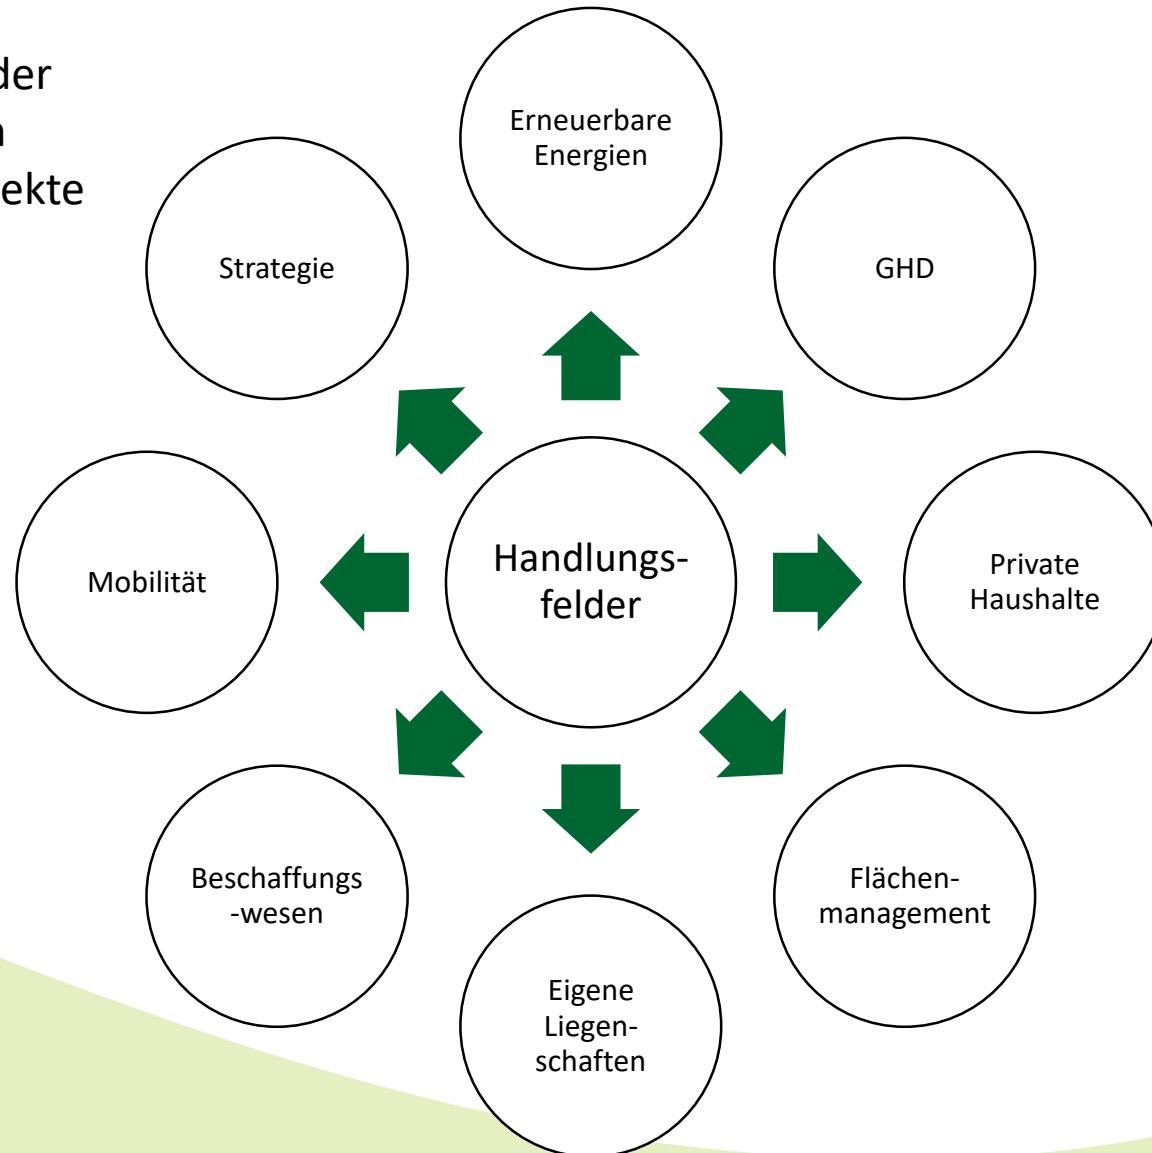 der
ekte
Erneuerbare
Energien
GHD
Private
Haushalte
Flächen-
management
Eigene
Liegen-
schaften
Beschaffungs
-wesen
Mobilität
Strategie
Handlungs-
felder